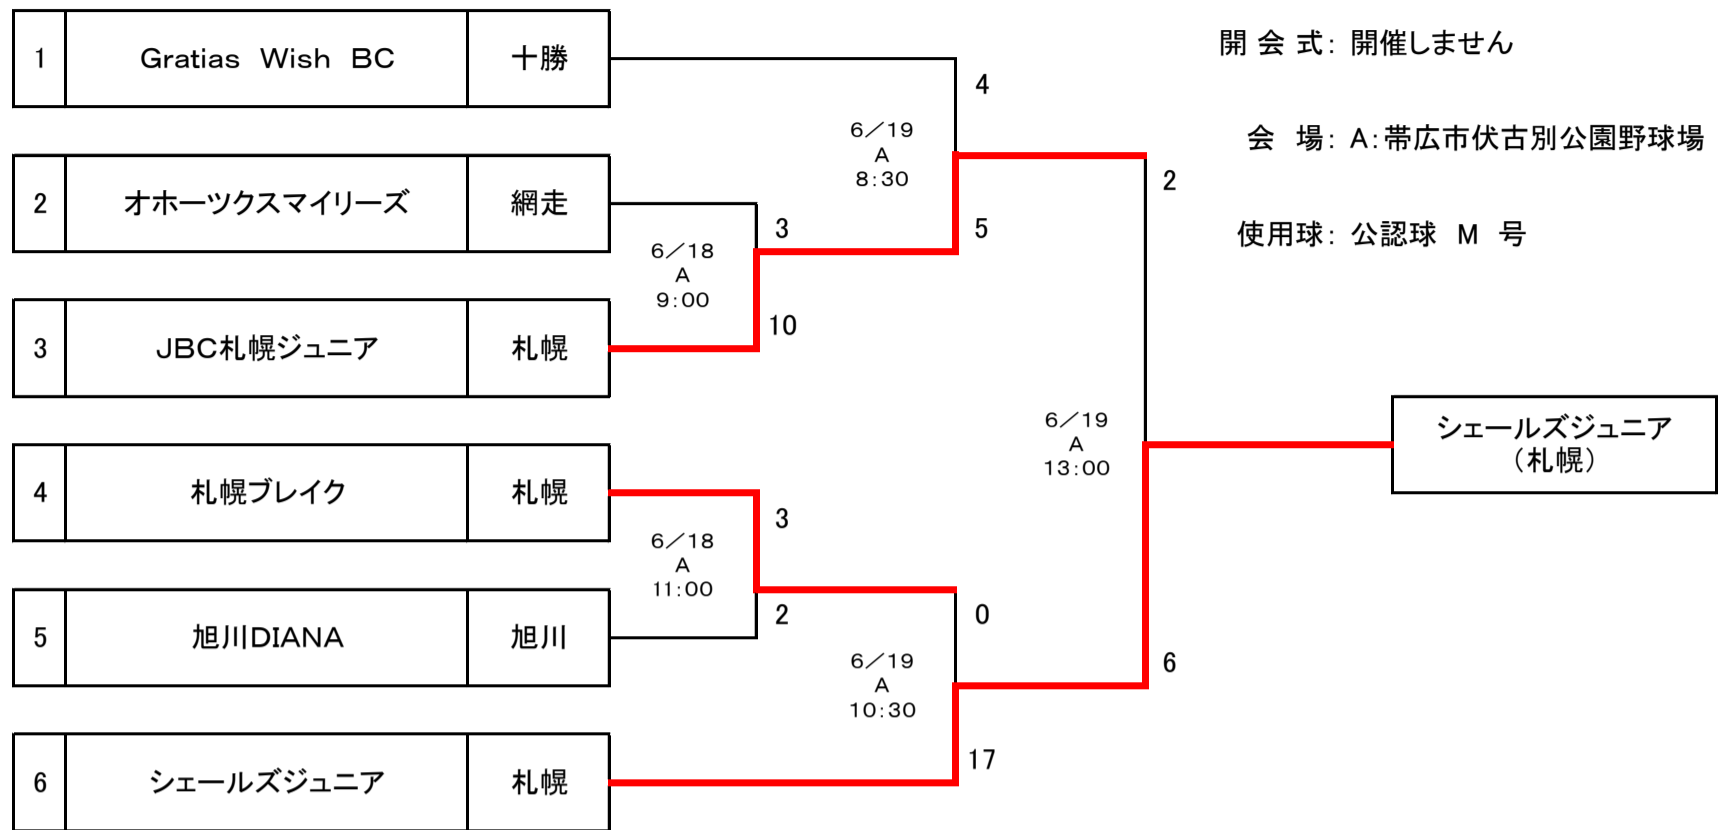 1 Gratias Wish BC 十勝
2 オホーツクスマイリーズ 網走
3 JBC札幌ジュニア 札幌
4 札幌ブレイク 札幌
5 旭川DIANA 旭川
6 シェールズジュニア 札幌
6/18
A
9:00
3
10
6/18
A
11:00
3
2
6/19
A
8:30
4
5
6/19
A
10:30
0
17
6/19
A
13:00
2
6
シェールズジュニア
(札幌)
開 会 式: 開催しません
会 場: A:帯広市伏古別公園野球場
使用球: 公認球 M 号